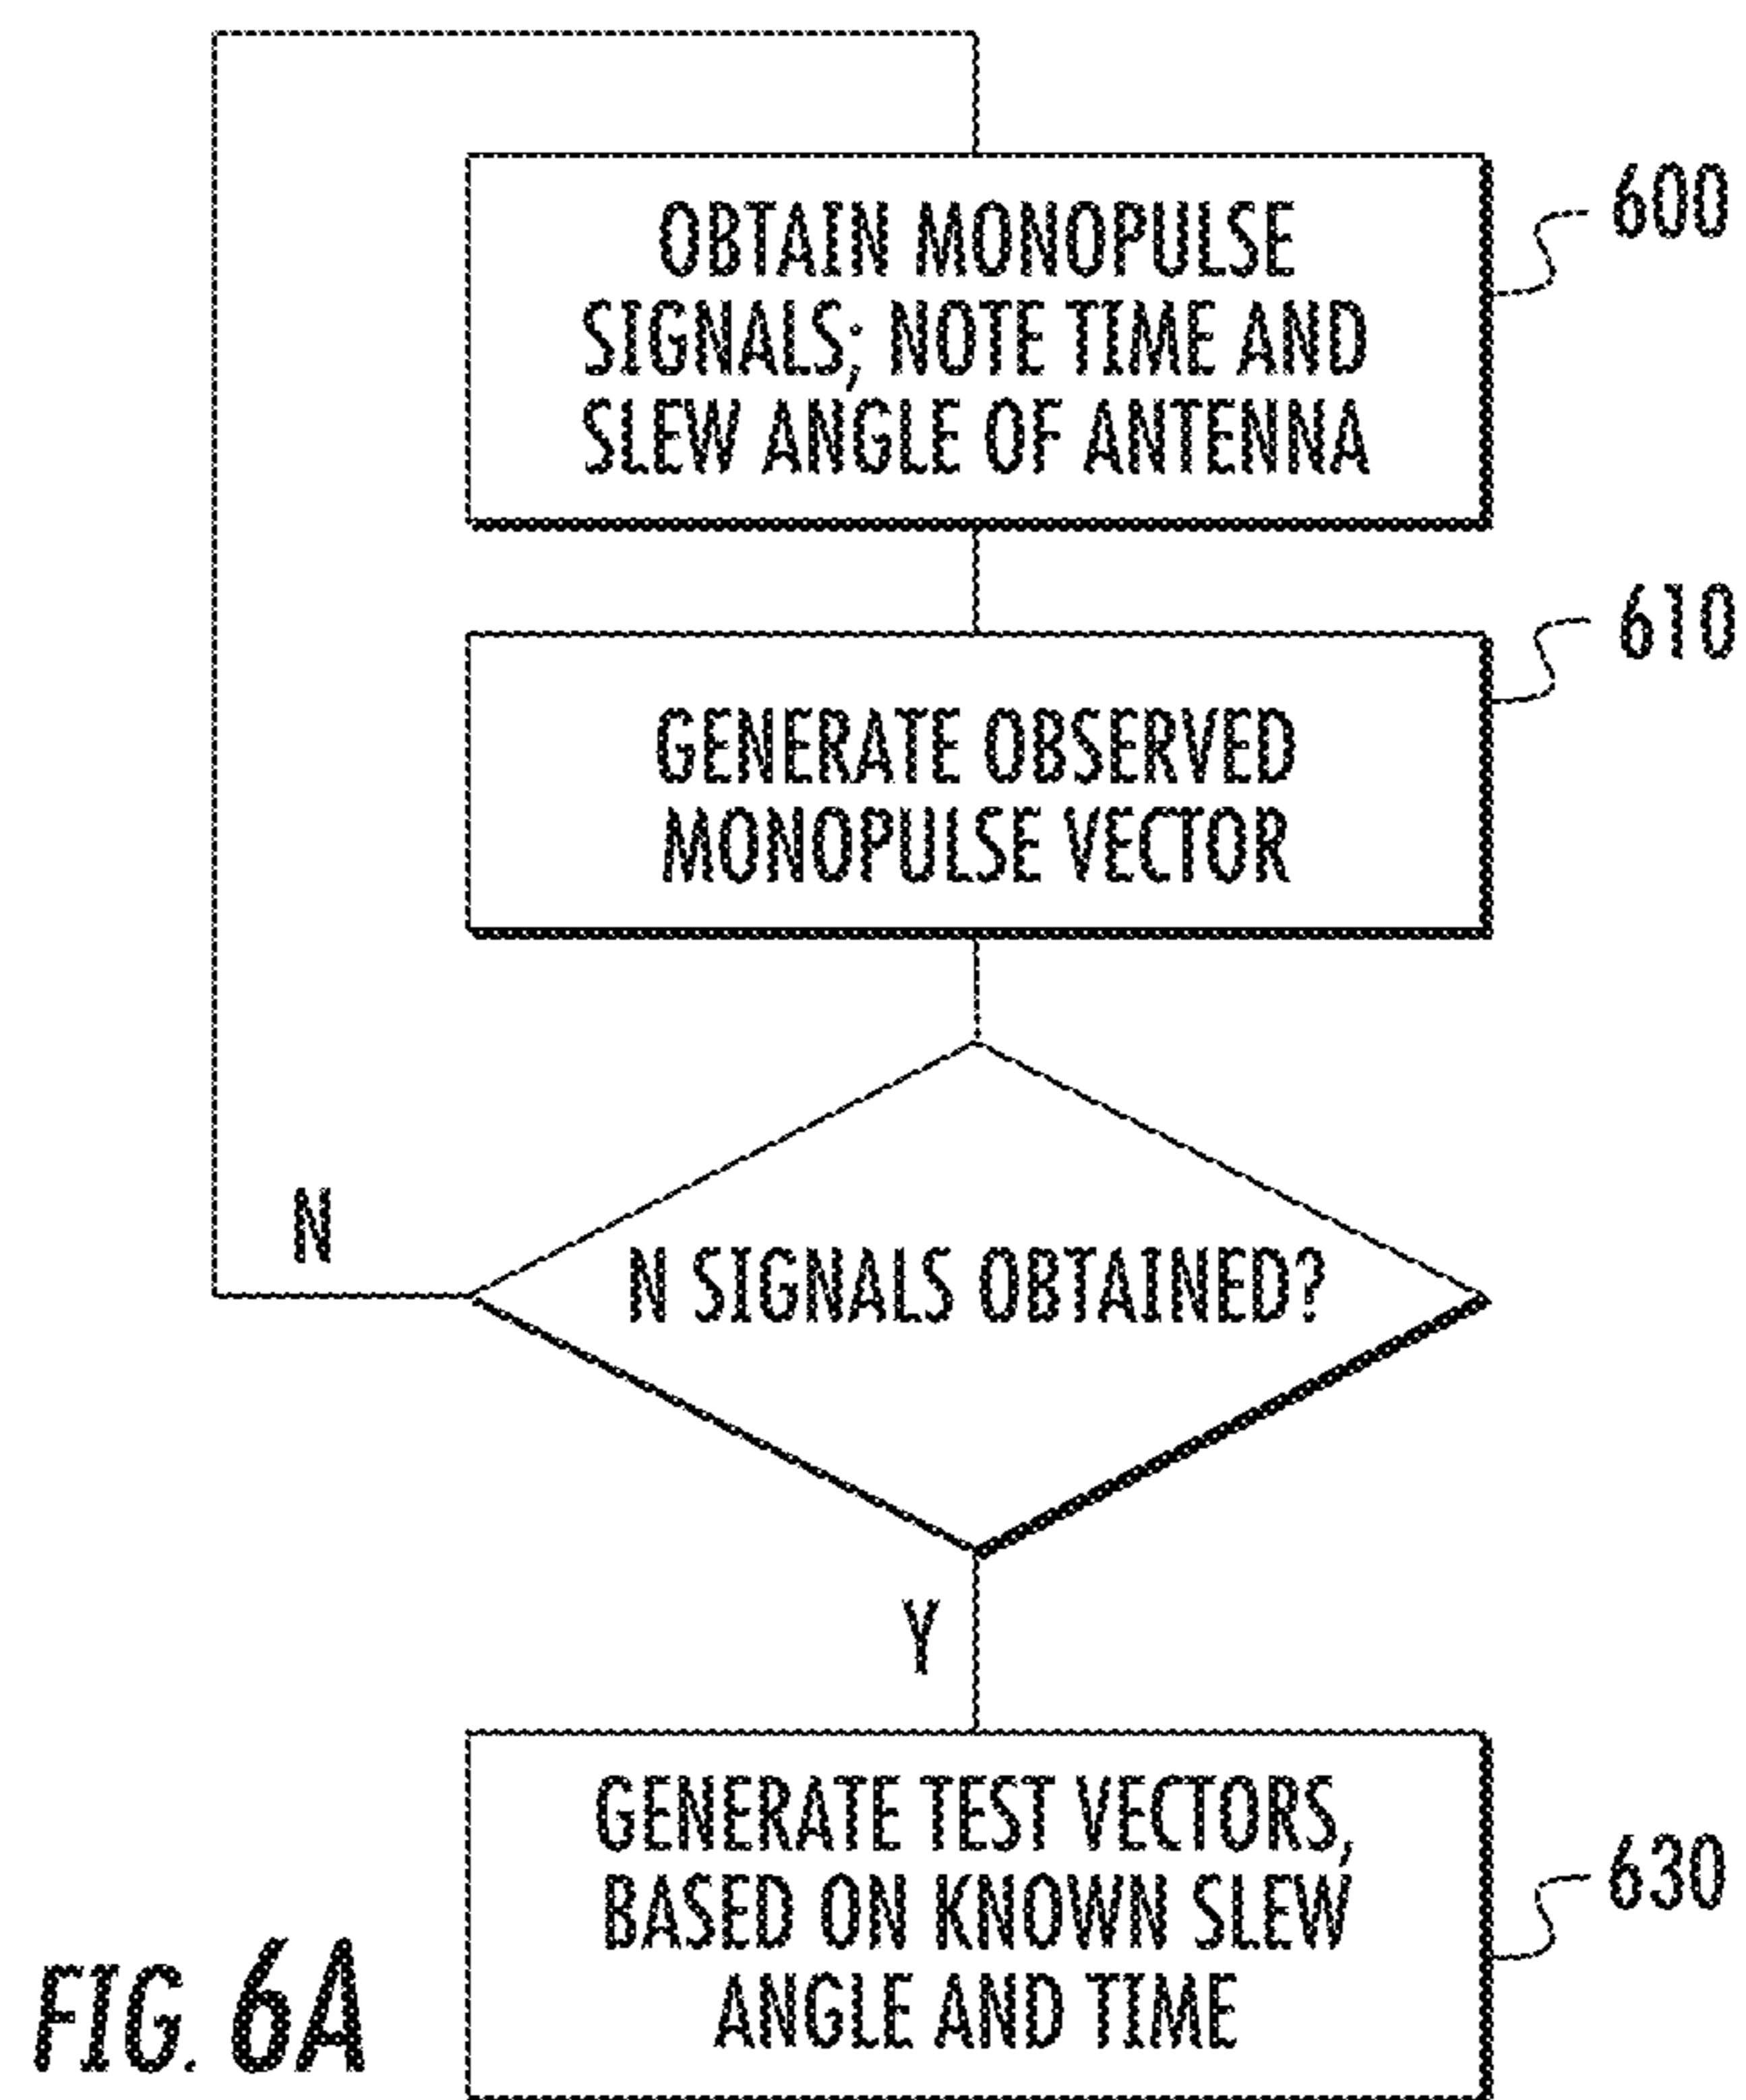 OBTAIN MONOPULSE
SIGNALS; NOTE TIME AND
SLEW ANGLE OF ANTENNA
600
GENERATE OBSERVED
MONOPULSE VECTOR
610
N SIGNALS OBTAINED?
N
Y
GENERATE TEST VECTORS,
BASED ON KNOWN SLEW
ANGLE AND TIME
630
FIG. 6A